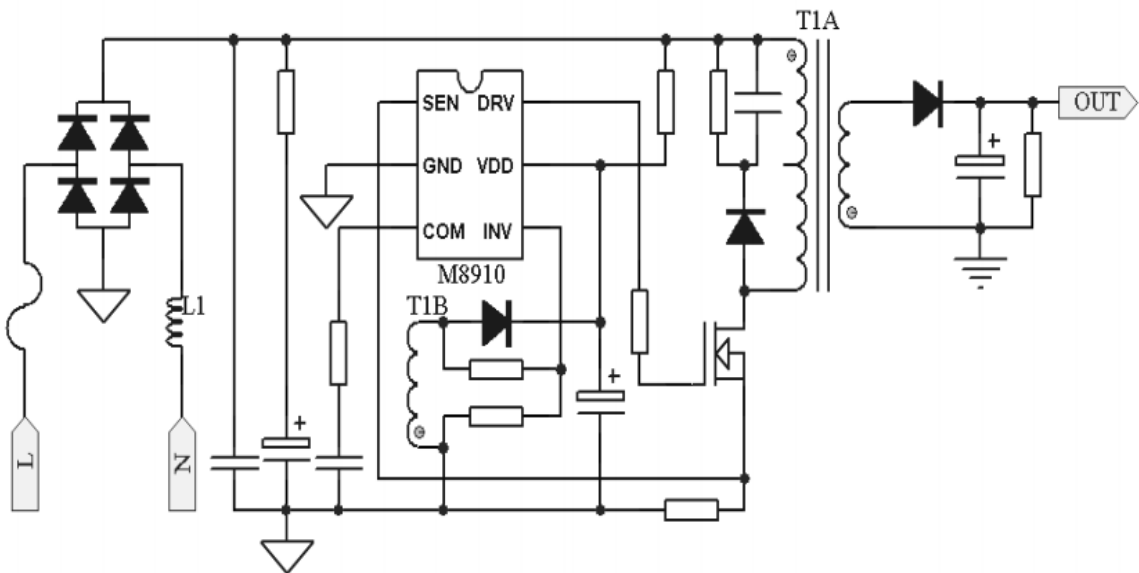 T1A
SEN DRV
OUT
GND VDD
COM INV
M8910
L1
T1B
L
N
+
+
+